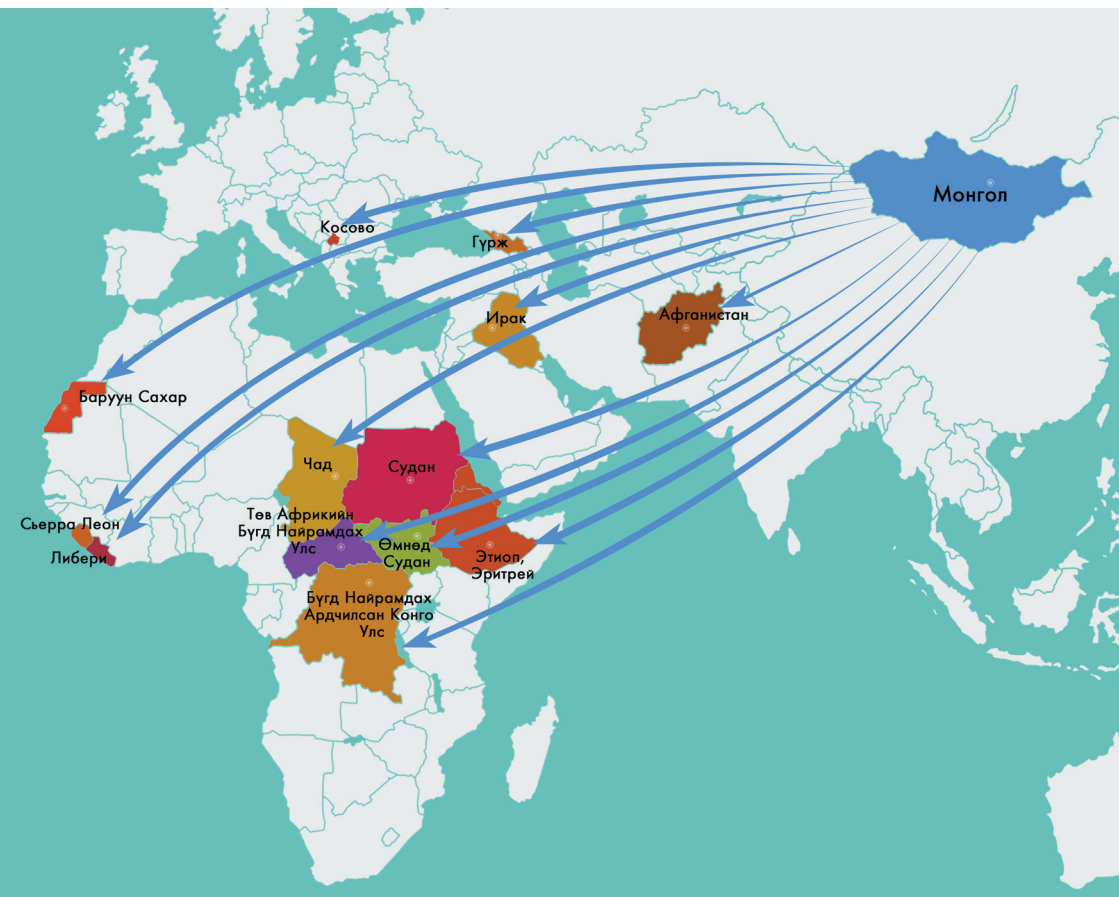 Монгол
Косово
Гүрж
Ирак
Афганистан
Баруун Сахар
Чад
Судан
Төв Африкийн
Бүгд Найрамдах
Улс
Сьерра Леон
Либери
Өмнөд
Судан
Этиоп,
Эритрей
Бүгд Найрамдах
Ардчилсан Конго
Улс